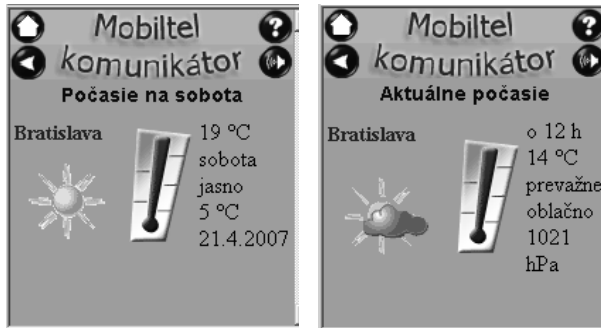 Mobiltel
?
komunikátor
Počasie na sobota
Bratislava
19 °C
sobota
jasno
5 °C
21.4.2007
Mobiltel
?
komunikátor
Aktuálne počasie
Bratislava
o 12 h
14 °C
prevažne
oblačno
1021
hPa